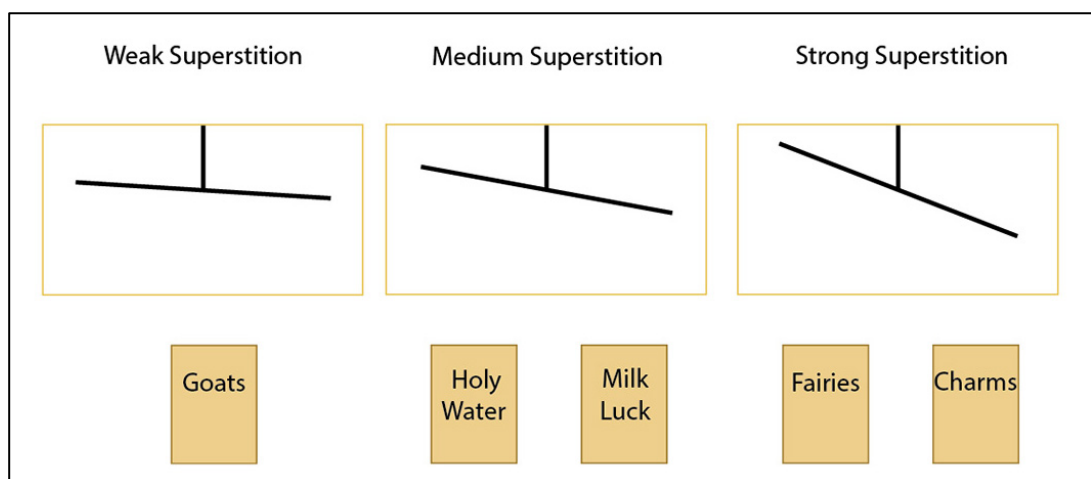 Weak Superstition
Medium Superstition
Strong Superstition
Goats
Holy
Water
Milk
Luck
Fairies
Charms